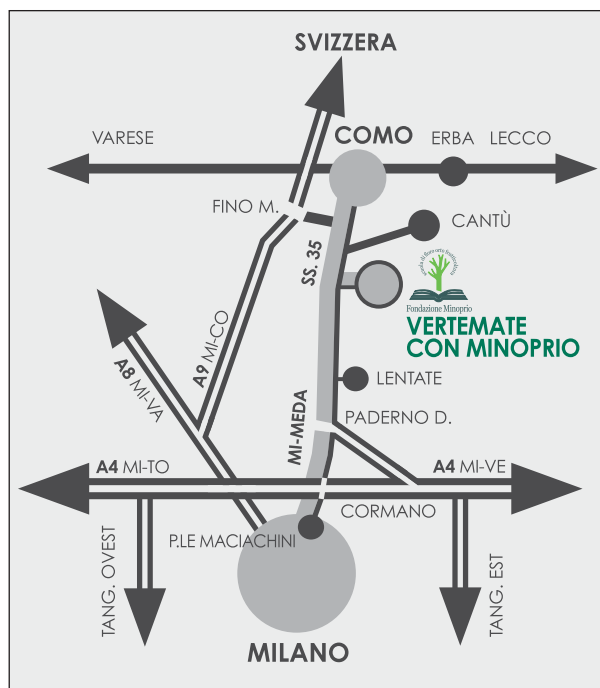 SVIZZERA
VARESE
COMO
ERBA
LECCO
FINO M.
CANTÙ
SS. 35
Fondazione Minoprio
VERTEMATE
CON MINOPRIO
A9 MI-CO
A8 MI-VA
LENTATE
MI-MEDA
PADERNO D.
A4 MI-TO
A4 MI-VE
CORMANO
P.LE MACIACHINI
TANG. OVEST
TANG. EST
MILANO